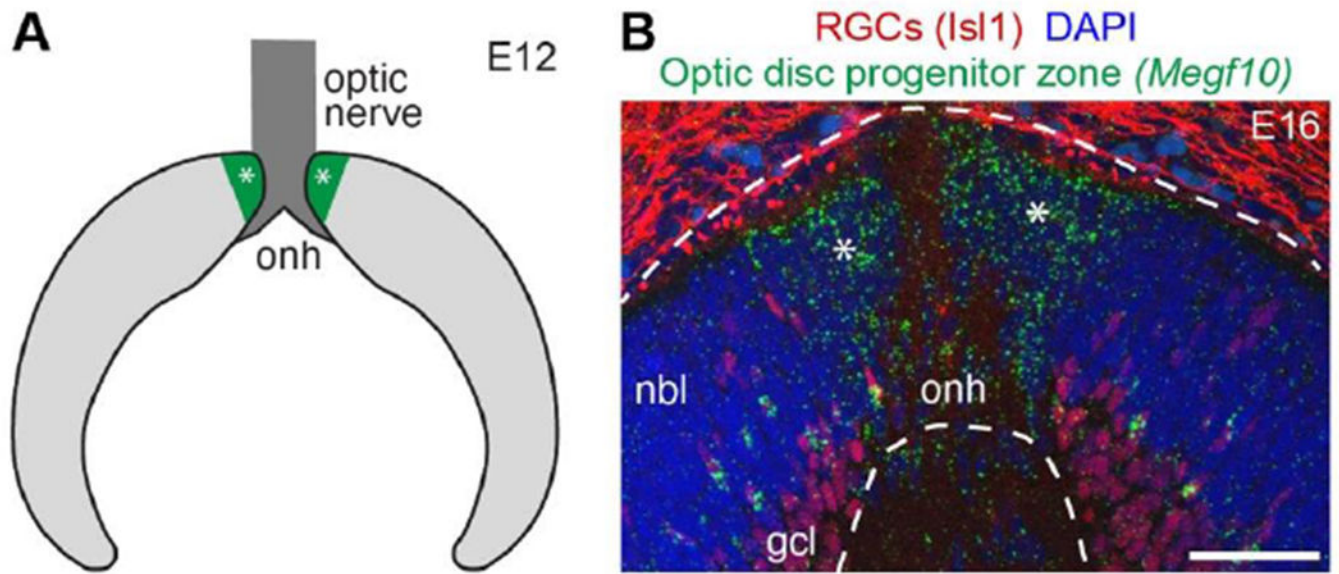 A
E12
optic
nerve
*
*
onh
B
RGCs (Isl1) DAPI
Optic disc progenitor zone (Megf10)
E16
*
*
nbl
onh
gcl